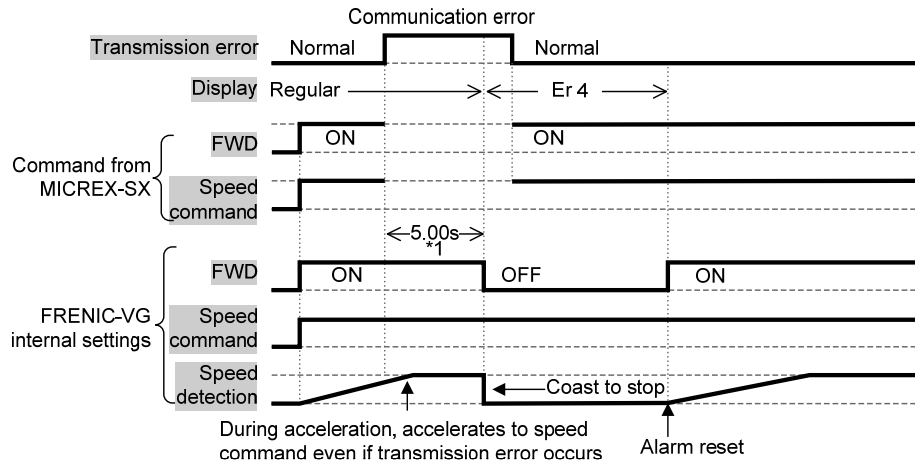 Communication error
Transmission error Normal Normal
Display Regular Er 4
FWD ON ON
Command from
MICREX-SX
Speed
command
5.00s
*1
FWD ON OFF ON
FRENIC-VG
internal settings
Speed
command
Speed
detection
Coast to stop
During acceleration, accelerates to speed
command even if transmission error occurs
Alarm reset